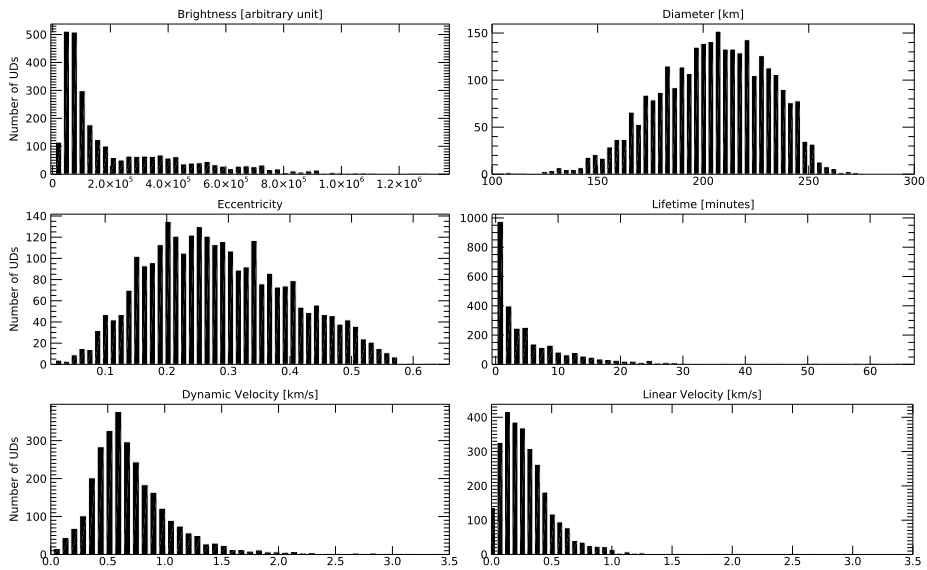 Brightness [arbitrary unit]
Number of UDs
500
400
300
200
100
0
0 2.0×10⁵ 4.0×10⁵ 6.0×10⁵ 8.0×10⁵ 1.0×10⁶ 1.2×10⁶
Diameter [km]
150
100
50
0
100 150 200 250 300
Eccentricity
Number of UDs
140
120
100
80
60
40
20
0
0.1 0.2 0.3 0.4 0.5 0.6
Lifetime [minutes]
1000
800
600
400
200
0
0 10 20 30 40 50 60
Dynamic Velocity [km/s]
Number of UDs
300
200
100
0
0.0 0.5 1.0 1.5 2.0 2.5 3.0 3.5
Linear Velocity [km/s]
400
300
200
100
0
0.0 0.5 1.0 1.5 2.0 2.5 3.0 3.5